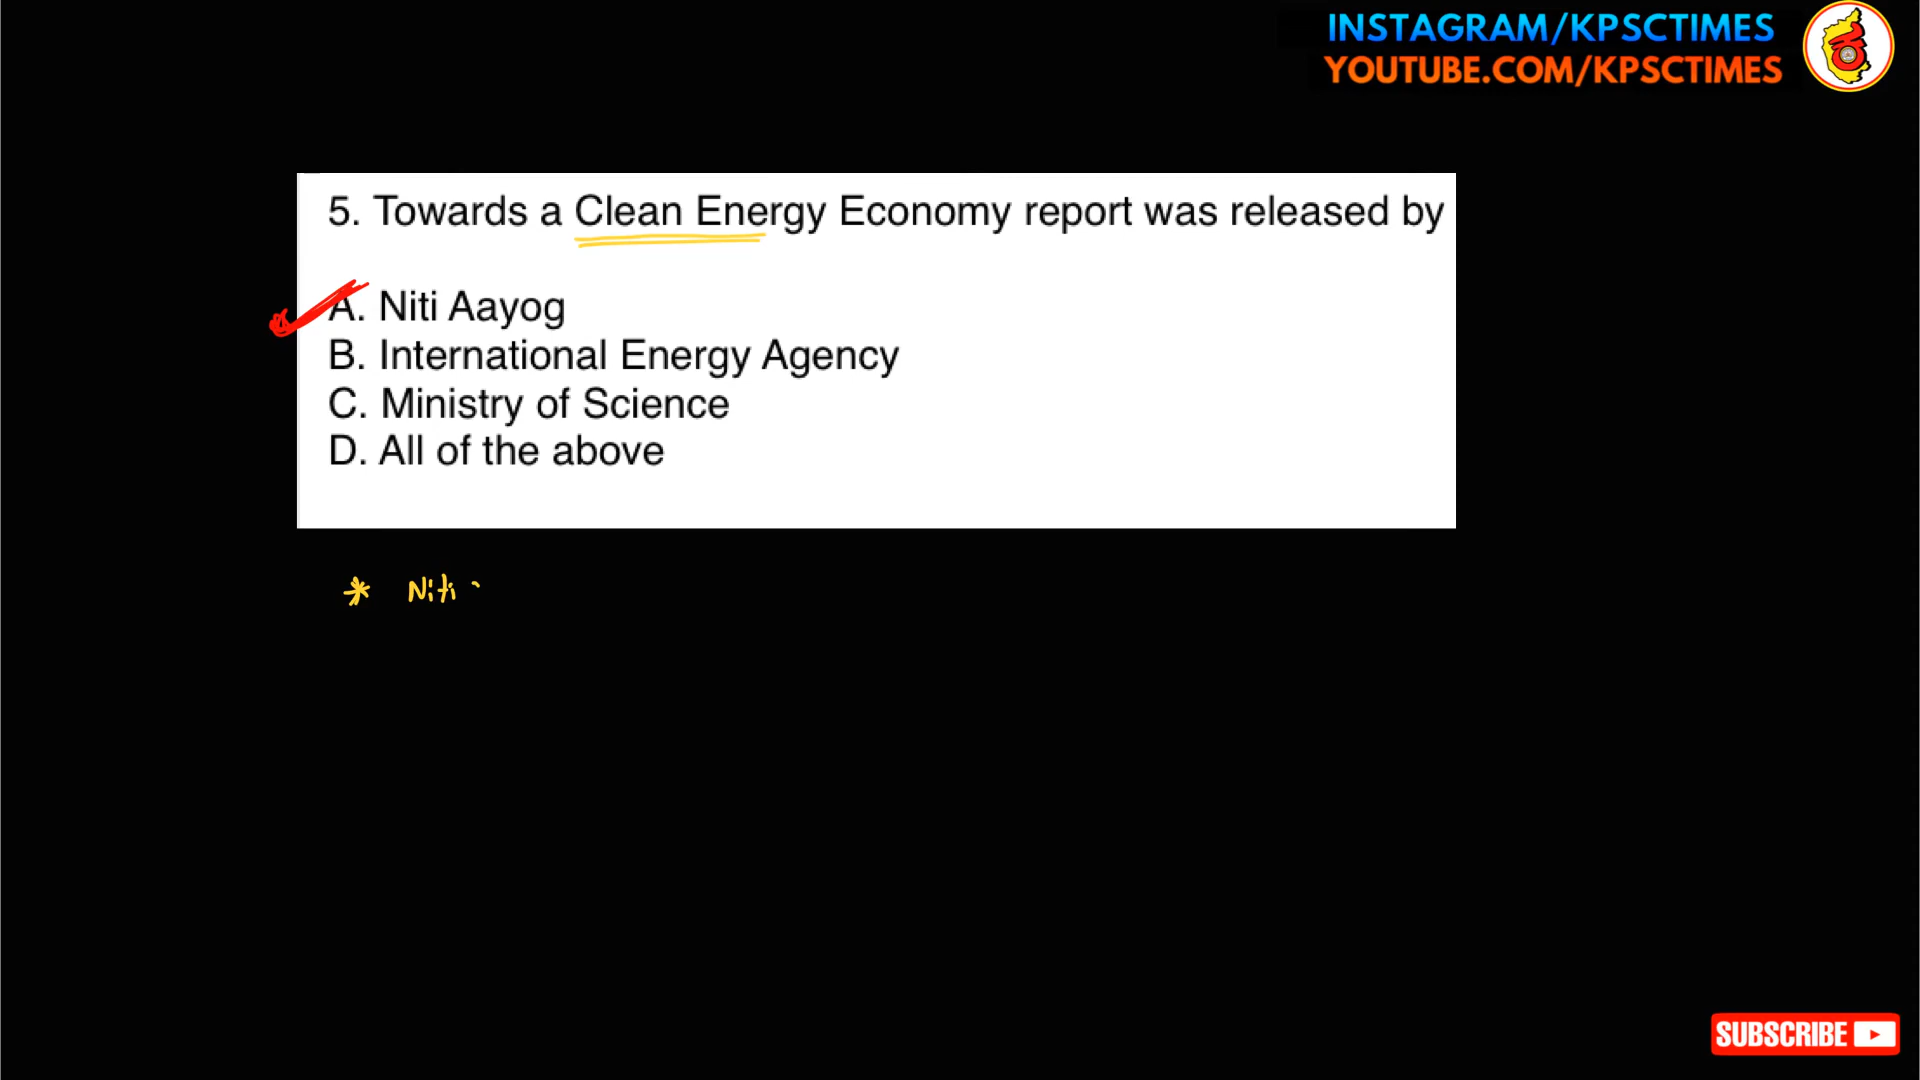 INSTAGRAM/KPSCTIMES
YOUTUBE.COM/KPSCTIMES
5. Towards a Clean Energy Economy report was released by
A. Niti Aayog
B. International Energy Agency
C. Ministry of Science
D. All of the above
* Niti
SUBSCRIBE